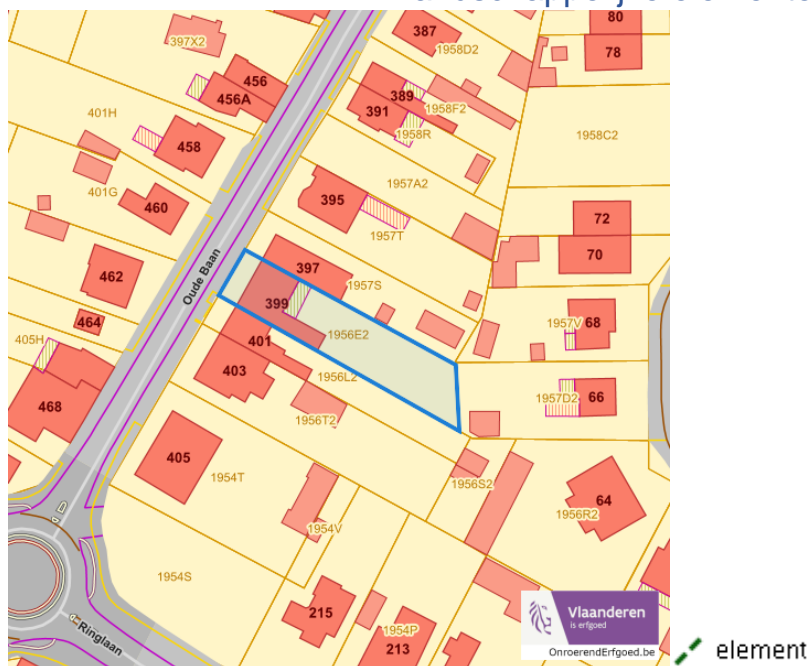 387
1958D2
80
78
397X2
456
456A
389
391
1958F2
1958R
401H
458
1958C2
1957A2
401G
460
395
1957T
72
70
Oude Baan
462
397
1957S
399
464
405H
401
1956E2
1957V
68
403
1956L2
468
1957D2
66
1956T2
405
1954T
1956S2
64
1956R2
1954V
1954S
215
1954P
213
Ringlaan
Vlaanderen
is erfgoed
OnroerendErfgoed.be
element